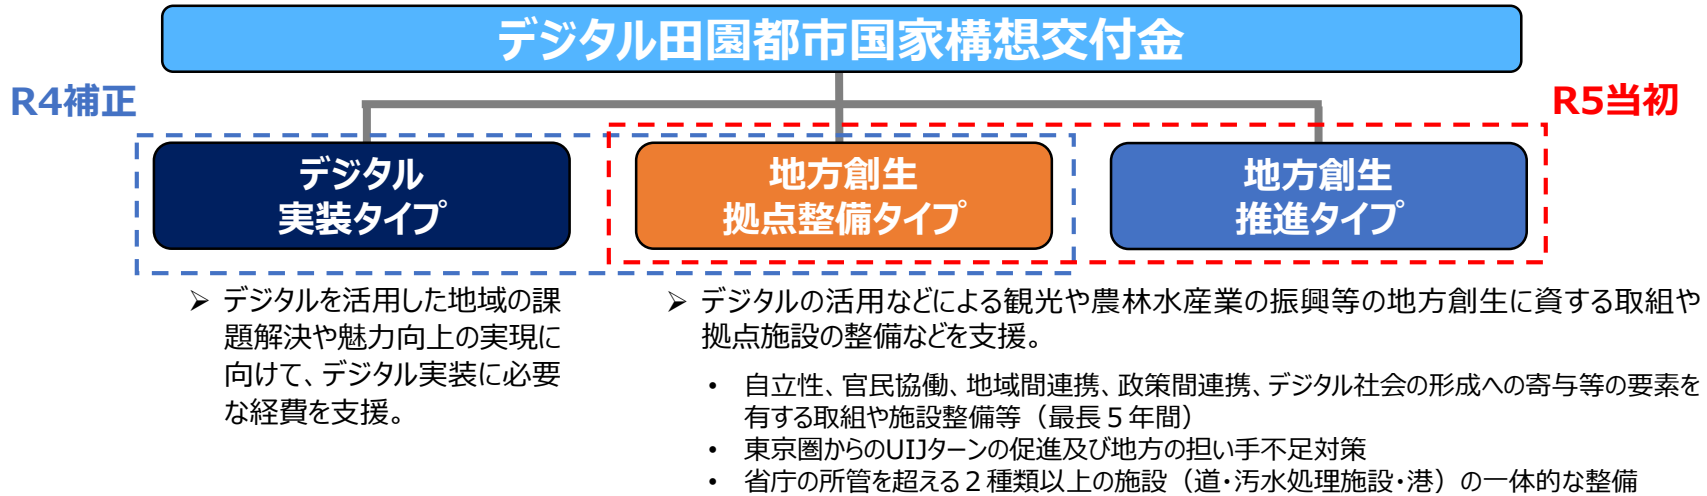 デジタル田園都市国家構想交付金
R4補正
R5当初
デジタル
実装タイプ
地方創生
拠点整備タイプ
地方創生
推進タイプ
➢ デジタルを活用した地域の課
題解決や魅力向上の実現に
向けて、デジタル実装に必要
な経費を支援。
➢ デジタルの活用などによる観光や農林水産業の振興等の地方創生に資する取組や
拠点施設の整備などを支援。
• 自立性、官民協働、地域間連携、政策間連携、デジタル社会の形成への寄与等の要素を
有する取組や施設整備等（最長５年間）
• 東京圏からのUIJターンの促進及び地方の担い手不足対策
• 省庁の所管を超える２種類以上の施設（道・汚水処理施設・港）の一体的な整備